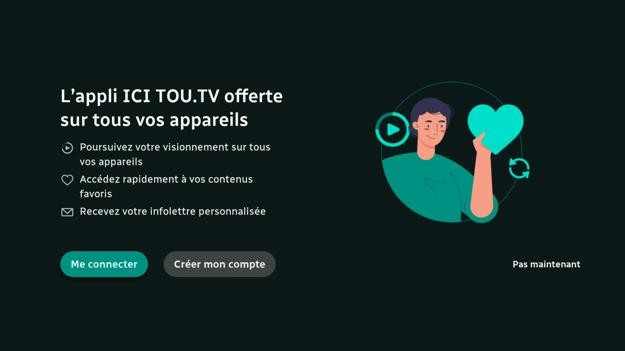 L'appli ICI TOU.TV offerte
sur tous vos appareils
Poursuivez votre visionnement sur tous
vos appareils
Accédez rapidement à vos contenus
favoris
Recevez votre infolettre personnalisée
Me connecter
Créer mon compte
Pas maintenant